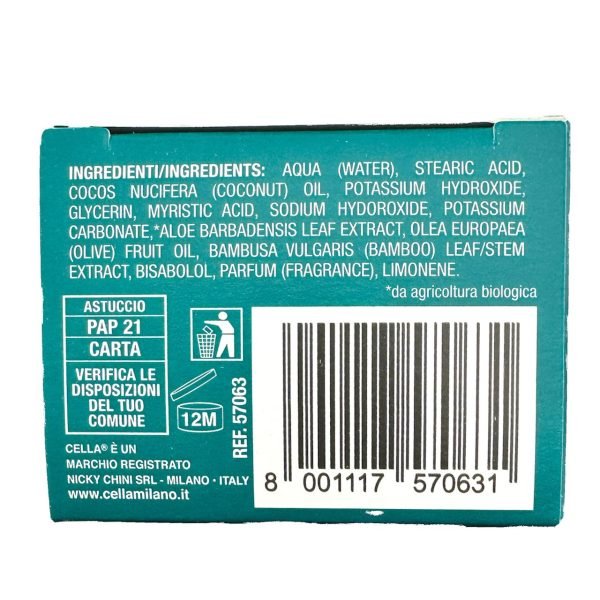 INGREDIENTI/INGREDIENTS: AQUA (WATER), STEARIC ACID,
COCOS NUCIFERA (COCONUT) OIL, POTASSIUM HYDROXIDE,
GLYCERIN, MYRISTIC ACID, SODIUM HYDOROXIDE, POTASSIUM
CARBONATE,*ALOE BARBADENSIS LEAF EXTRACT, OLEA EUROPAEA
(OLIVE) FRUIT OIL, BAMBUSA VULGARIS (BAMBOO) LEAF/STEM
EXTRACT, BISABOLOL, PARFUM (FRAGRANCE), LIMONENE.
*da agricoltura biologica
ASTUCCIO
PAP 21
CARTA
VERIFICA LE
DISPOSIZIONI
DEL TUO
COMUNE
12M
REF. 57063
CELLA® È UN
MARCHIO REGISTRATO
NICKY CHINI SRL - MILANO - ITALY
www.cellamilano.it
8 001117 570631